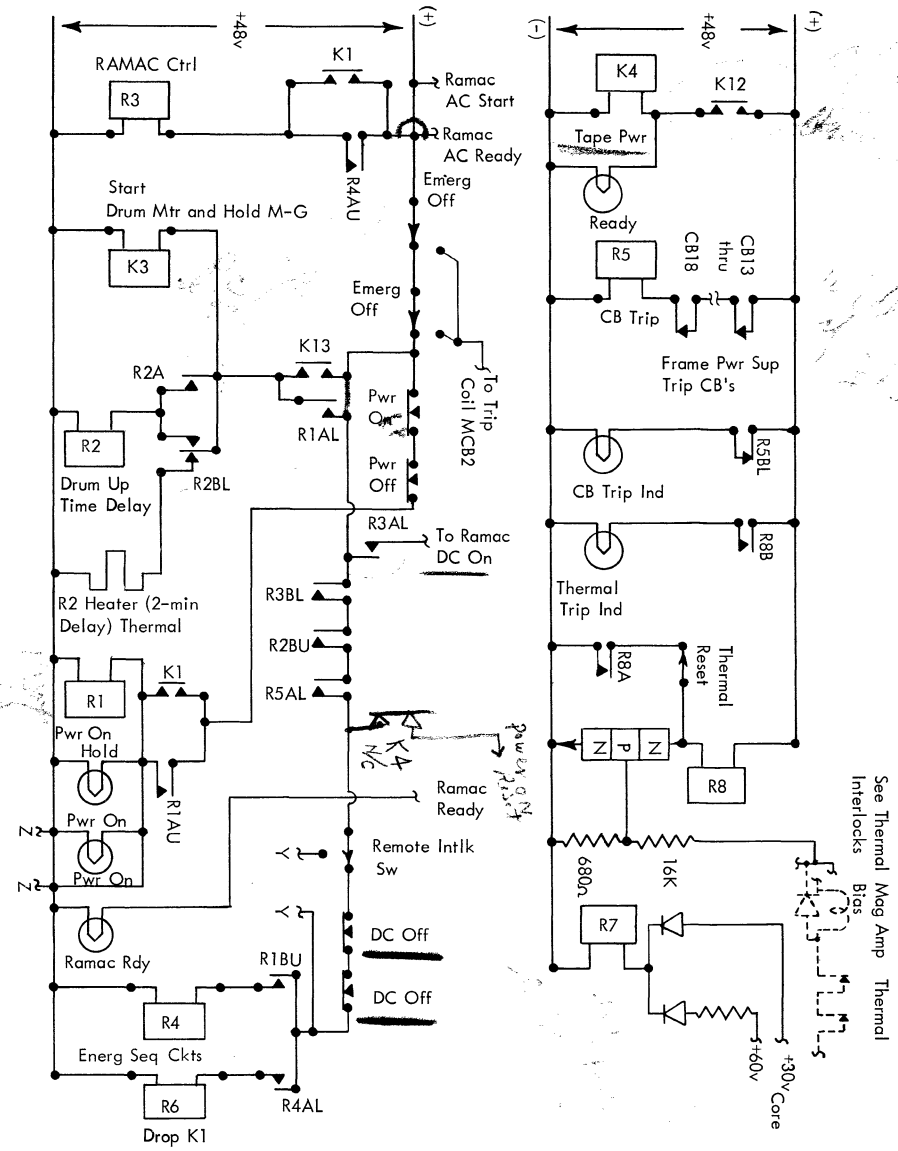 (+)
+48v
RAMAC Ctrl
R3
K1
Ramac
AC Start
Ramac
AC Ready
R4AU
Emerg
Off
Start
Drum Mtr and Hold M-G
K3
Emerg
Off
K13
R2A
R1AL
R2
R2BL
Drum Up
Time Delay
Pwr
On
Pwr
Off
To Trip
Coil MCB2
R3AL
To Ramac
DC On
R2 Heater (2-min
Delay) Thermal
R3BL
R2BU
R5AL
R1
K1
Pwr On
Hold
R1AU
K4
N/C
Power on
Reset
Ramac
Ready
Z
Pwr On
Pwr On
Z
Remote Intlk
Sw
Y
Y
DC Off
DC Off
Ramac Rdy
R1BU
R4
Energ Seq Ckts
R6
R4AL
Drop K1
(-)
+48v
(+)
K4
K12
Tape Pwr
Ready
R5
CB Trip
CB13
thru
CB18
Frame Pwr Sup
Trip CB's
R5BL
CB Trip Ind
R8B
Thermal
Trip Ind
R8A
Thermal
Reset
N P N
R8
680Ω
16K
See Thermal Mag Amp Thermal
Interlocks Bias
R7
+60v
+30v Core